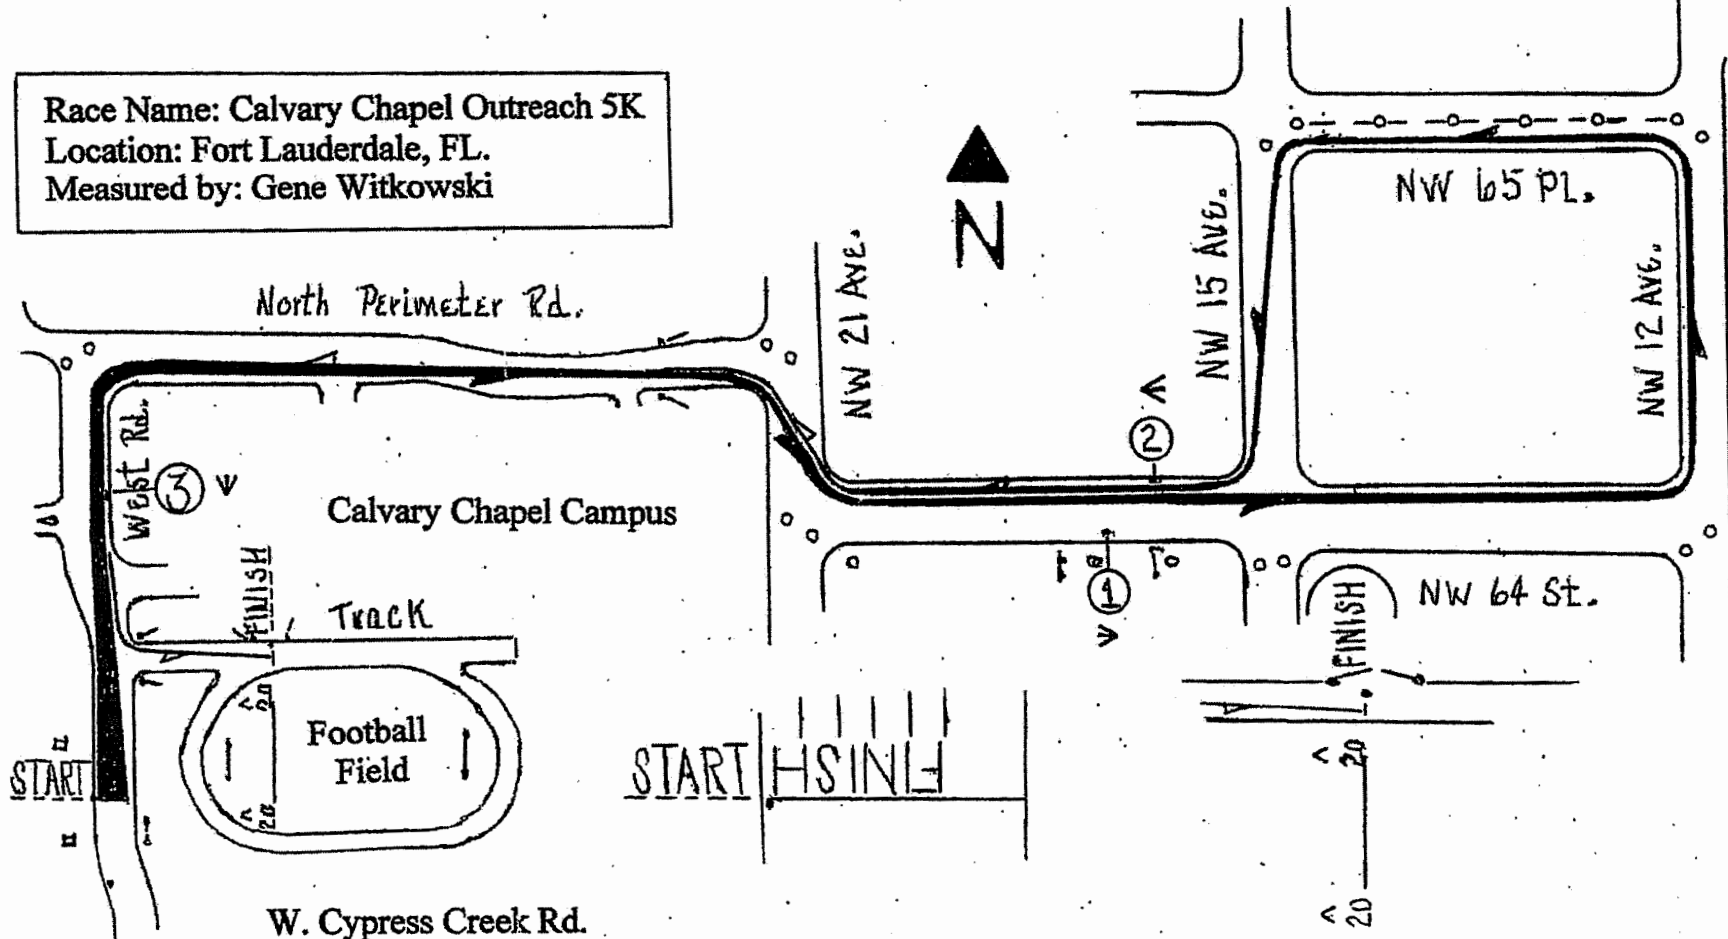 Race Name: Calvary Chapel Outreach 5K
Location: Fort Lauderdale, FL.
Measured by: Gene Witkowski
N
NW 65 PL.
NW 15 AVE.
NW 21 AVE.
NW 12 AVE.
North Perimeter Rd.
West Rd.
2
3
Calvary Chapel Campus
1
NW 64 St.
FINISH
TRACK
FINISH
20
Football
Field
20
START
START
FINISH
20
20
W. Cypress Creek Rd.